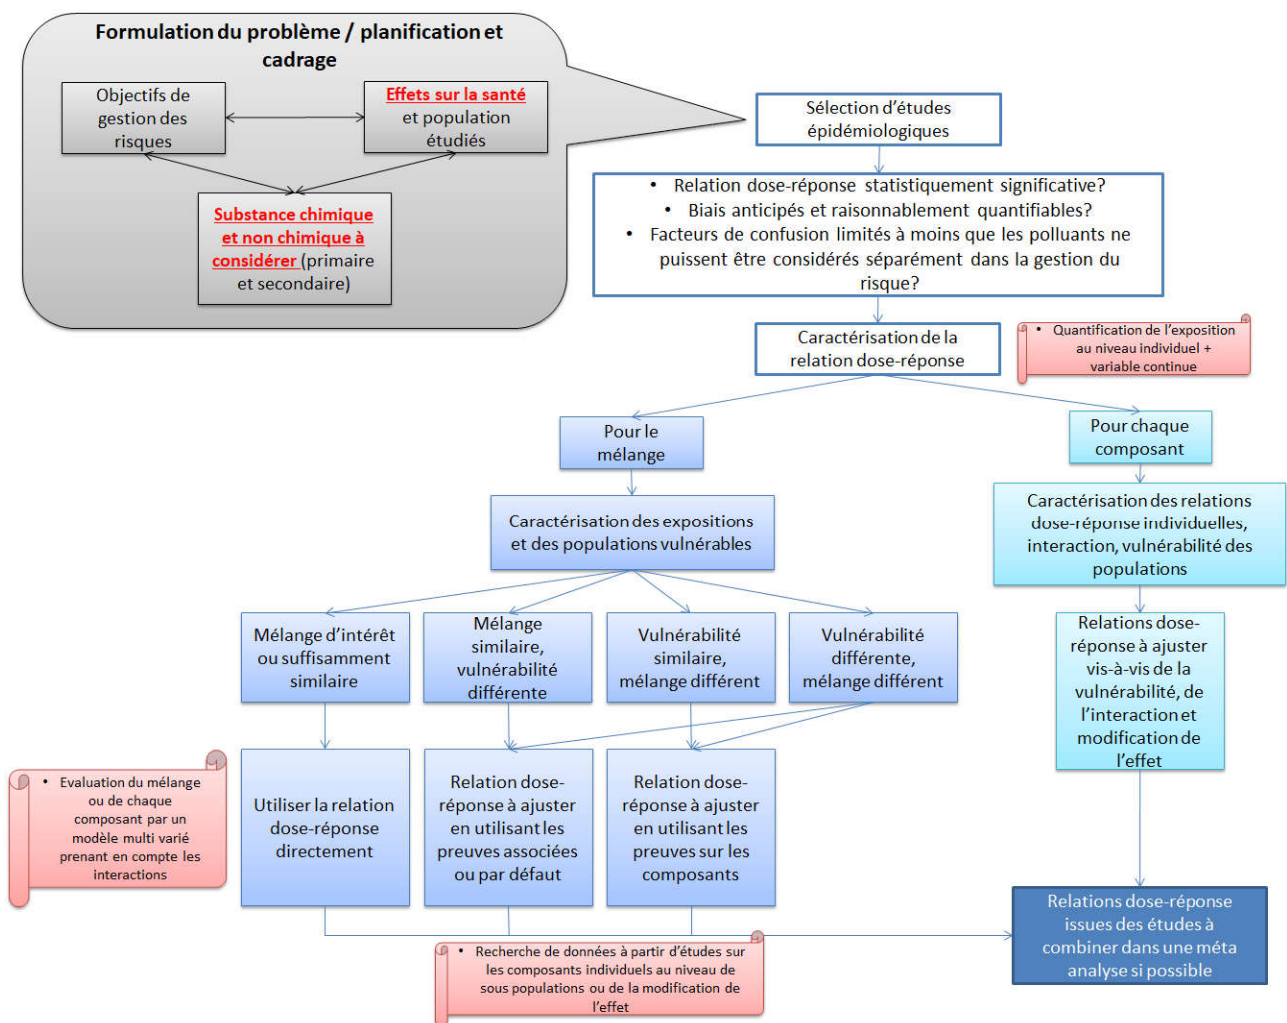 Formulation du problème / planification et
cadrage
Objectifs de
gestion des
risques
Effets sur la santé
et population
étudiés
Substance chimique
et non chimique à
considérer (primaire
et secondaire)
Sélection d'études
épidémiologiques
• Relation dose-réponse statistiquement significative?
• Biais anticipés et raisonnablement quantifiables?
• Facteurs de confusion limités à moins que les polluants ne
puissent être considérés séparément dans la gestion du
risque?
Caractérisation de la
relation dose-réponse
• Quantification de l'exposition
au niveau individuel +
variable continue
Pour le
mélange
Pour chaque
composant
Caractérisation des expositions
et des populations vulnérables
Caractérisation des relations
dose-réponse individuelles,
interaction, vulnérabilité des
populations
Mélange d'intérêt
ou suffisamment
similaire
Mélange
similaire,
vulnérabilité
différente
Vulnérabilité
similaire,
mélange différent
Vulnérabilité
différente,
mélange différent
Relations dose-
réponse à ajuster
vis-à-vis de la
vulnérabilité, de
l'interaction et
modification de
l'effet
• Evaluation du mélange
ou de chaque
composant par un
modèle multi varié
prenant en compte les
interactions
Utiliser la relation
dose-réponse
directement
Relation dose-
réponse à ajuster
en utilisant les
preuves associées
ou par défaut
Relation dose-
réponse à ajuster
en utilisant les
preuves sur les
composants
Relations dose-réponse
issues des études à
combiner dans une méta
analyse si possible
• Recherche de données à partir d'études sur
les composants individuels au niveau de
sous populations ou de la modification de
l'effet